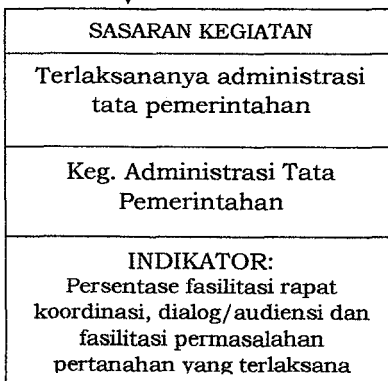 SASARAN KEGIATAN
Terlaksananya administrasi
tata pemerintahan
Keg. Administrasi Tata
Pemerintahan
INDIKATOR:
Persentase fasilitasi rapat
koordinasi, dialog/audiensi dan
fasilitasi permasalahan
pertanahan yang terlaksana